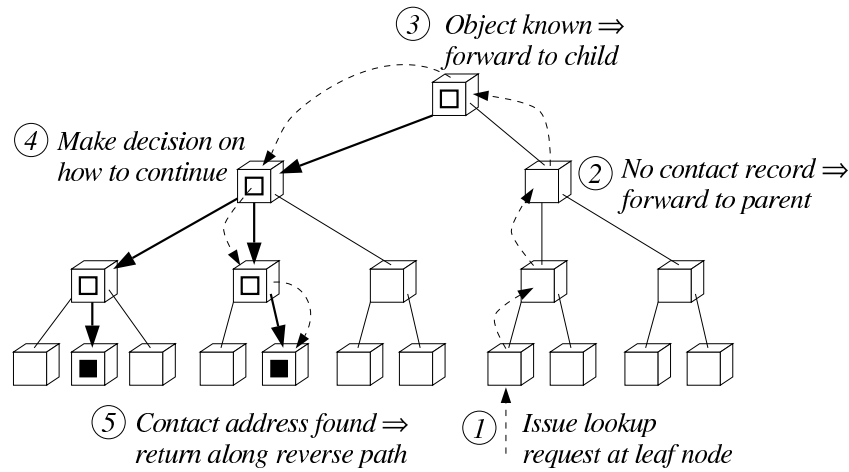 3 Object known ⇒
forward to child
4 Make decision on
how to continue
2 No contact record ⇒
forward to parent
5 Contact address found ⇒
return along reverse path
1 Issue lookup
request at leaf node